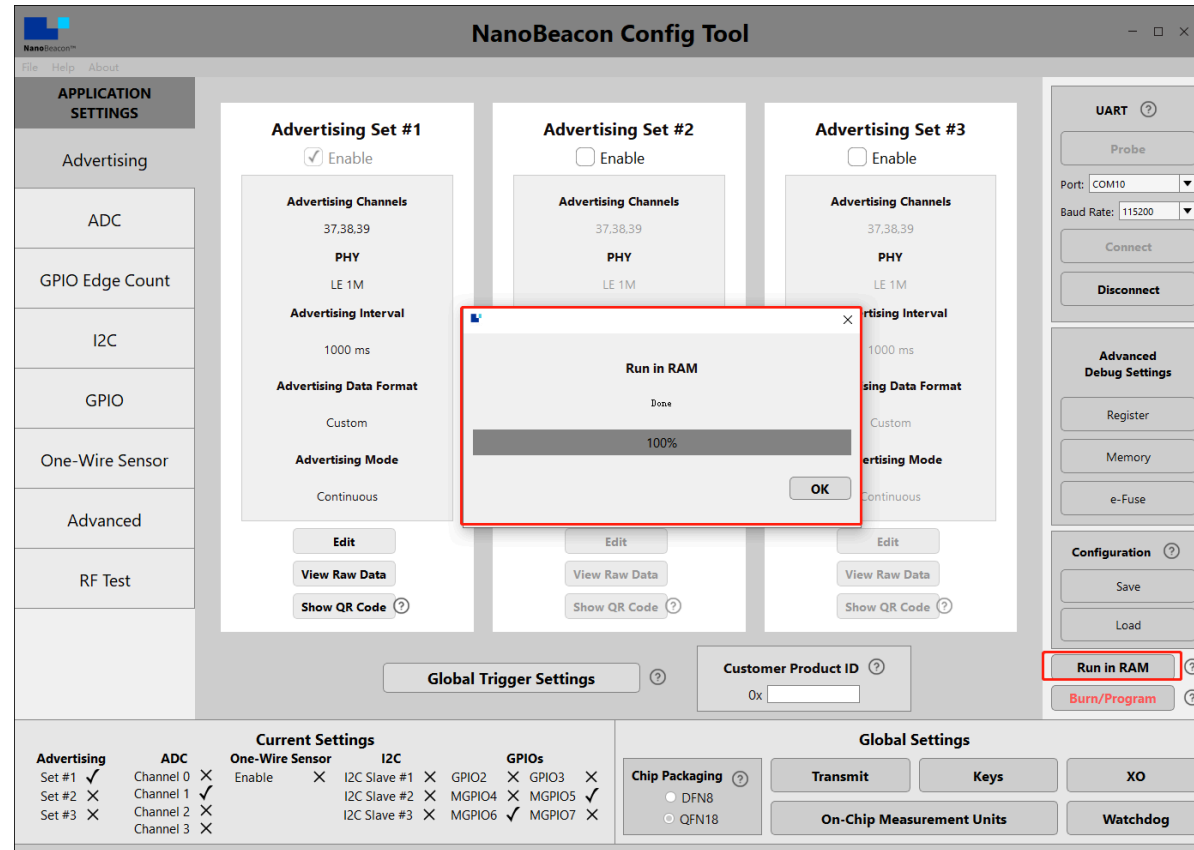 NanoBeacon™
NanoBeacon Config Tool
File Help About
APPLICATION
SETTINGS
Advertising
ADC
GPIO Edge Count
I2C
GPIO
One-Wire Sensor
Advanced
RF Test
Advertising Set #1
Enable
Advertising Channels
37,38,39
PHY
LE 1M
Advertising Interval
1000 ms
Advertising Data Format
Custom
Advertising Mode
Continuous
Edit
View Raw Data
Show QR Code ?
Advertising Set #2
Enable
Advertising Channels
37,38,39
PHY
LE 1M
Edit
View Raw Data
Show QR Code ?
Advertising Set #3
Enable
Advertising Channels
37,38,39
PHY
LE 1M
rtising Interval
1000 ms
sing Data Format
Custom
ertising Mode
Continuous
Edit
View Raw Data
Show QR Code ?
Run in RAM
Done
100%
OK
Global Trigger Settings ?
Customer Product ID ?
0x
UART ?
Probe
Port: COM10
Baud Rate: 115200
Connect
Disconnect
Advanced
Debug Settings
Register
Memory
e-Fuse
Configuration ?
Save
Load
Run in RAM ?
Burn/Program ?
Current Settings
Advertising
Set #1
Set #2
Set #3
ADC
Channel 0
Channel 1
Channel 2
Channel 3
One-Wire Sensor
Enable
I2C
I2C Slave #1
I2C Slave #2
I2C Slave #3
GPIOs
GPIO2 GPIO3
MGPIO4 MGPIO5
MGPIO6 MGPIO7
Global Settings
Chip Packaging ?
DFN8
QFN18
Transmit
Keys
XO
On-Chip Measurement Units
Watchdog